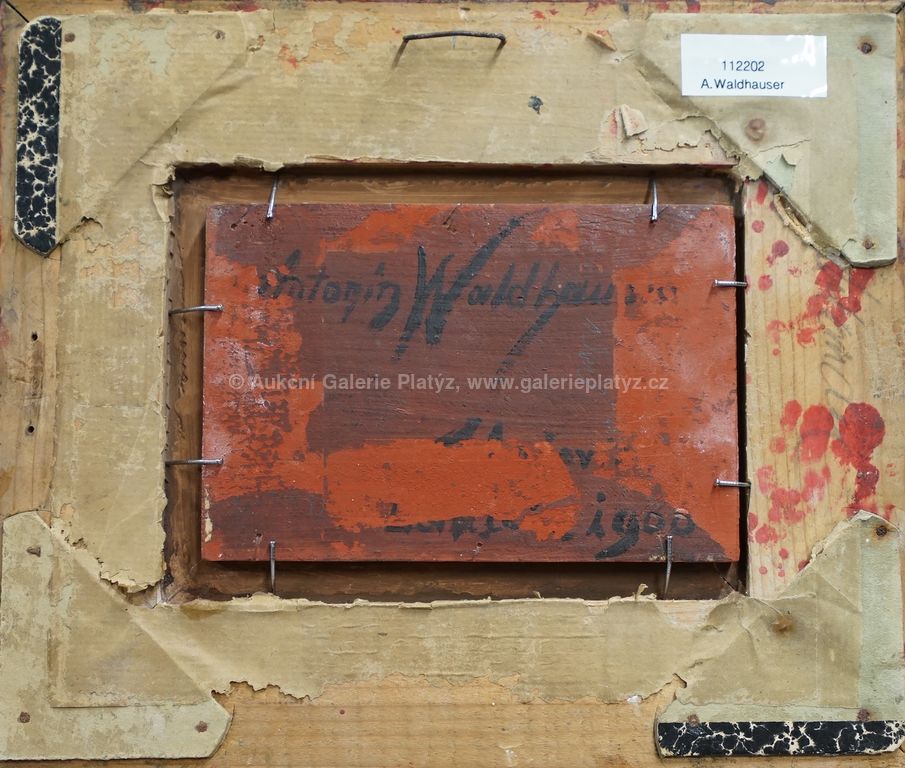 112202
A. Waldhauser
Antonín Waldhauser
© Aukční Galerie Platýz, www.galerieplatyz.cz
1900